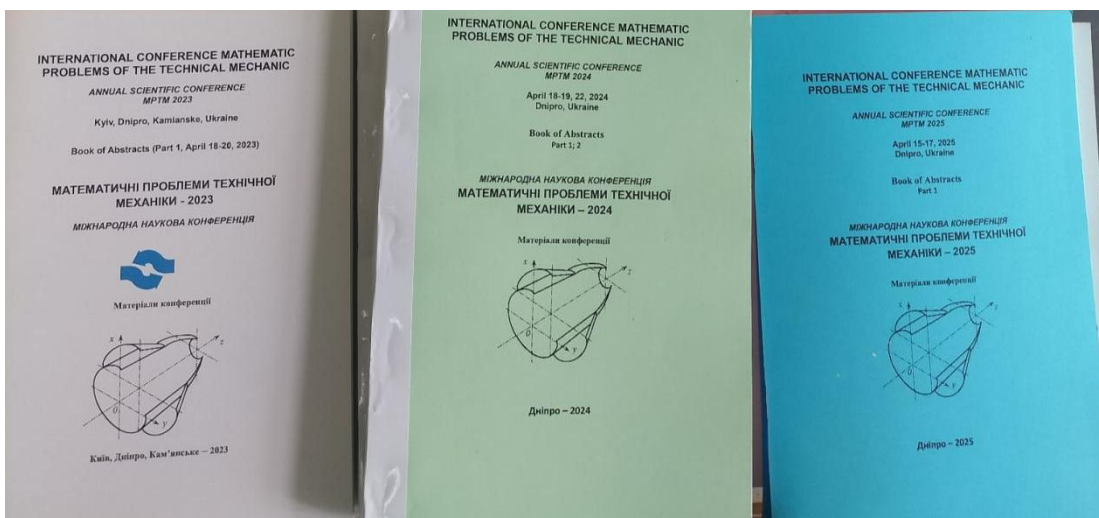 INTERNATIONAL CONFERENCE MATHEMATIC
PROBLEMS OF THE TECHNICAL MECHANIC
ANNUAL SCIENTIFIC CONFERENCE
MPTM 2023
Kyiv, Dnipro, Kamianske, Ukraine
Book of Abstracts (Part 1, April 18-20, 2023)
МАТЕМАТИЧНІ ПРОБЛЕМИ ТЕХНІЧНОЇ
МЕХАНІКИ - 2023
МІЖНАРОДНА НАУКОВА КОНФЕРЕНЦІЯ
Матеріали конференції
x
z
0
y
Київ, Дніпро, Кам'янське – 2023
INTERNATIONAL CONFERENCE MATHEMATIC
PROBLEMS OF THE TECHNICAL MECHANIC
ANNUAL SCIENTIFIC CONFERENCE
MPTM 2024
April 18-19, 22, 2024
Dnipro, Ukraine
Book of Abstracts
Part 1; 2
МІЖНАРОДНА НАУКОВА КОНФЕРЕНЦІЯ
МАТЕМАТИЧНІ ПРОБЛЕМИ ТЕХНІЧНОЇ
МЕХАНІКИ – 2024
Матеріали конференції
x
z
0
y
Дніпро – 2024
INTERNATIONAL CONFERENCE MATHEMATIC
PROBLEMS OF THE TECHNICAL MECHANIC
ANNUAL SCIENTIFIC CONFERENCE
MPTM 2025
April 15-17, 2025
Dnipro, Ukraine
Book of Abstracts
Part 1
МІЖНАРОДНА НАУКОВА КОНФЕРЕНЦІЯ
МАТЕМАТИЧНІ ПРОБЛЕМИ ТЕХНІЧНОЇ
МЕХАНІКИ – 2025
Матеріали конференції
x
z
0
y
Дніпро – 2025